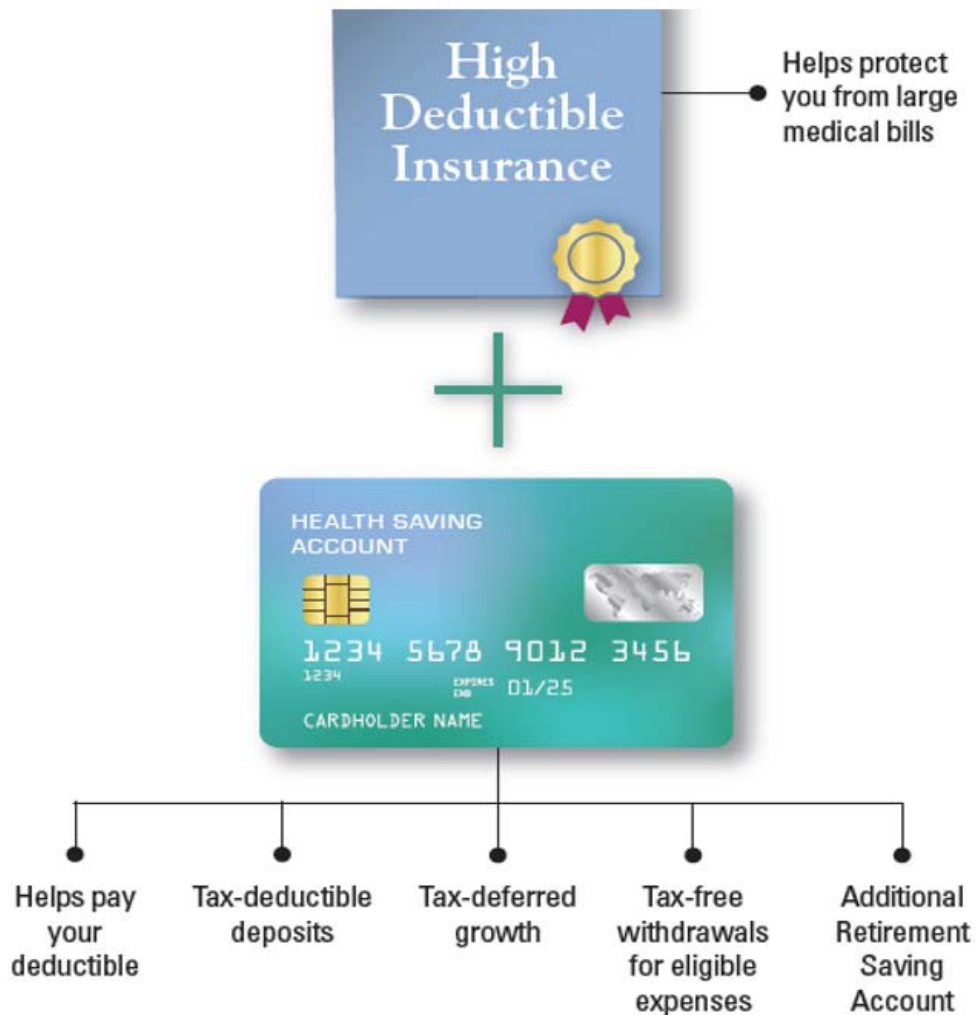 High
Deductible
Insurance
Helps protect
you from large
medical bills
HEALTH SAVING
ACCOUNT
1234 5678 9012 3456
1234
EXPIRES
END
01/25
CARDHOLDER NAME
Helps pay
your
deductible
Tax-deductible
deposits
Tax-deferred
growth
Tax-free
withdrawals
for eligible
expenses
Additional
Retirement
Saving
Account